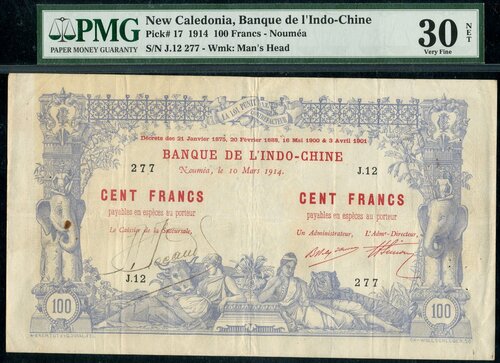 PMG
PAPER MONEY GUARANTY
New Caledonia, Banque de l'Indo-Chine
Pick# 17 1914 100 Francs - Nouméa
S/N J.12 277 - Wmk: Man's Head
30 NET
Very Fine
LA LOI PUNIT
CONTREFACTEUR
Décrets des 21 Janvier 1875, 20 Février 1888, 16 Mai 1900 & 3 Avril 1901
277
J.12
BANQUE DE L'INDO-CHINE
Nouméa, le 10 Mars 1914.
CENT FRANCS
CENT FRANCS
payables en espèces au porteur
payables en espèces au porteur
Le Caissier de la Succursale,
Un Administrateur,
L'Admr-Directeur,
J.12
277
100
100